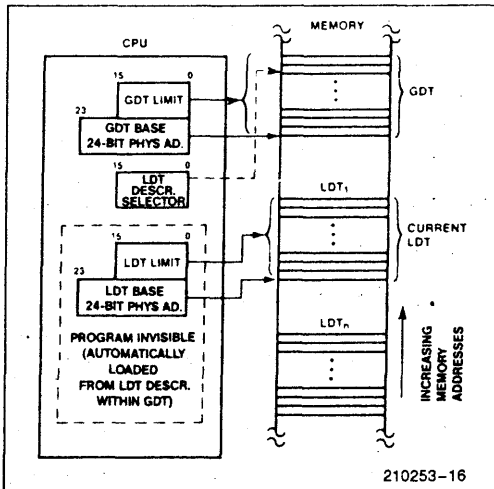 CPU
MEMORY
15
0
GDT LIMIT
23
GDT BASE
24-BIT PHYS AD.
GDT
15
0
LDT
DESCR.
SELECTOR
LDT₁
CURRENT
LDT
15
0
LDT LIMIT
23
LDT BASE
24-BIT PHYS AD.
PROGRAM INVISIBLE
(AUTOMATICALLY
LOADED
FROM LDT DESCR.
WITHIN GDT)
LDTₙ
INCREASING
MEMORY
ADDRESSES
210253-16